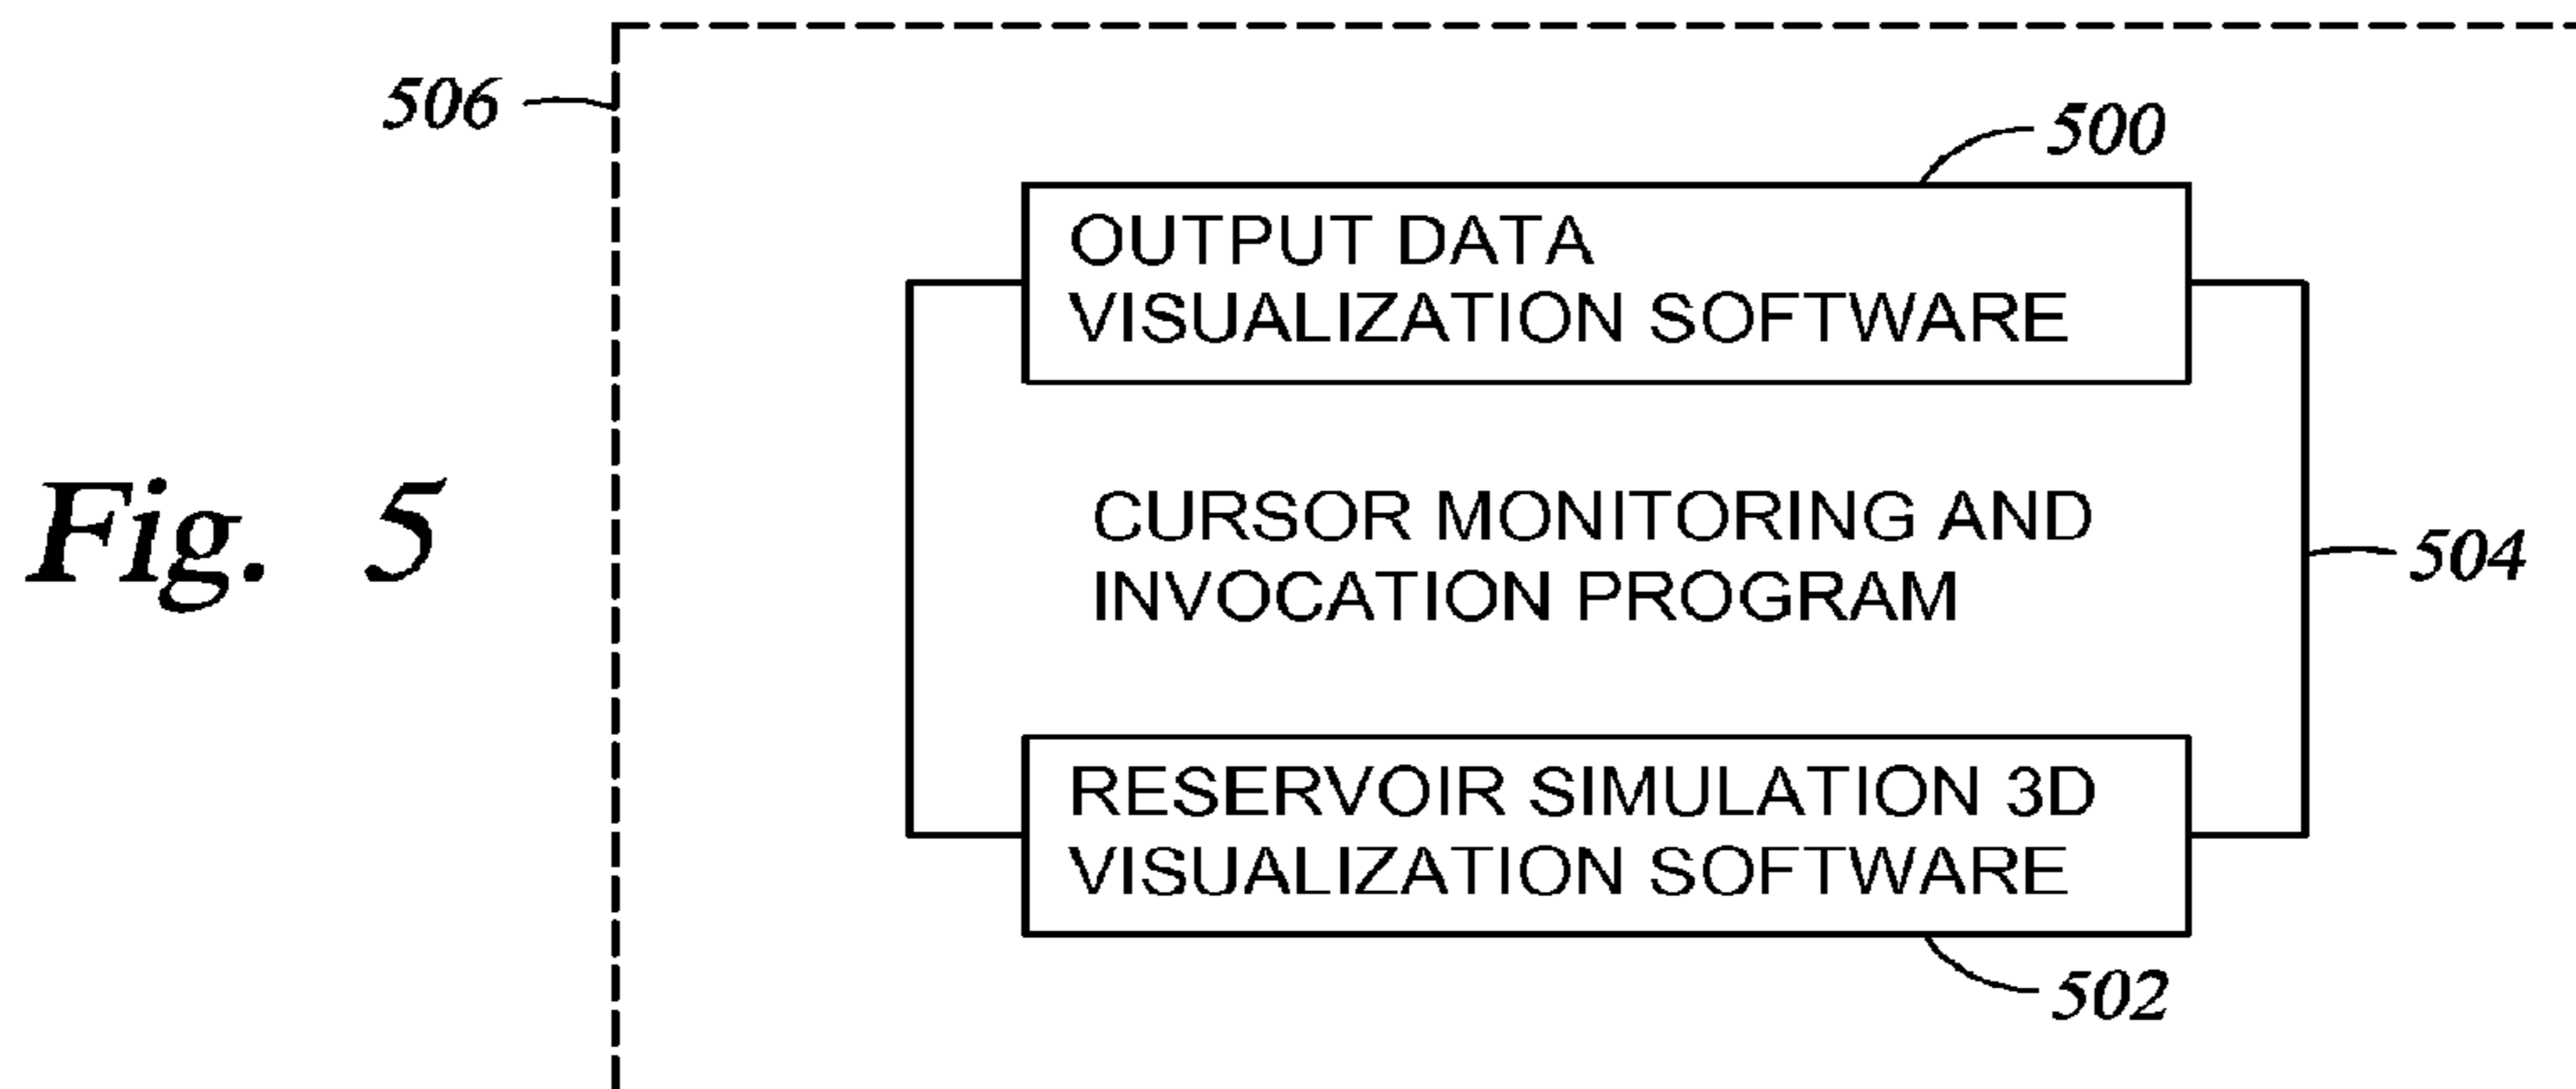 506
500
OUTPUT DATA
VISUALIZATION SOFTWARE
Fig. 5
CURSOR MONITORING AND
INVOCATION PROGRAM
504
RESERVOIR SIMULATION 3D
VISUALIZATION SOFTWARE
502